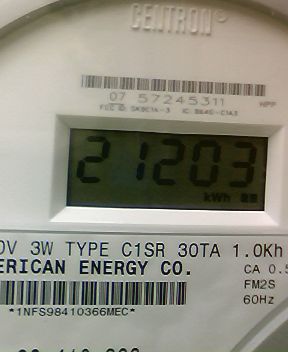 CENTRON®
07 57245311
HPP
21203
kWh
0V 3W TYPE C1SR 30TA 1.0Kh
ERICAN ENERGY CO.
CA 0.5
FM2S
60Hz
*1NFS98410366MEC*